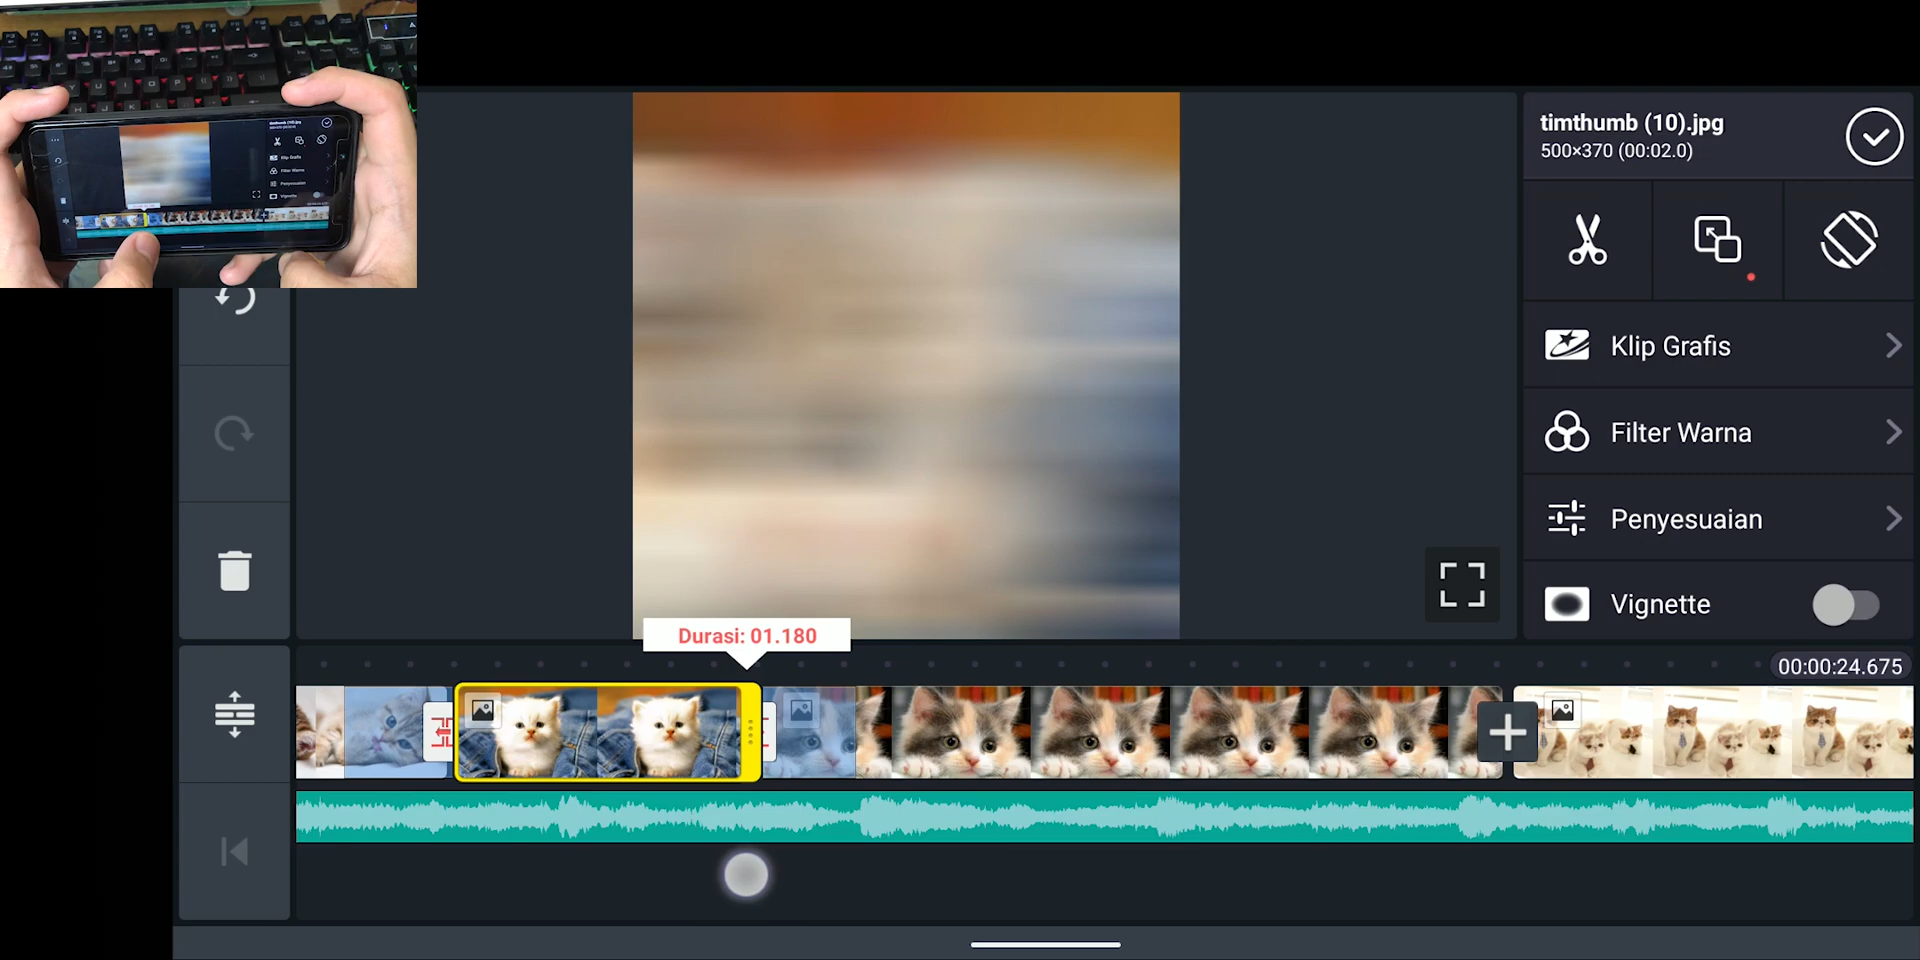 timthumb (10).jpg
500×370 (00:02.0)
Klip Grafis
Filter Warna
Penyesuaian
Vignette
Durasi: 01.180
00:00:24.675